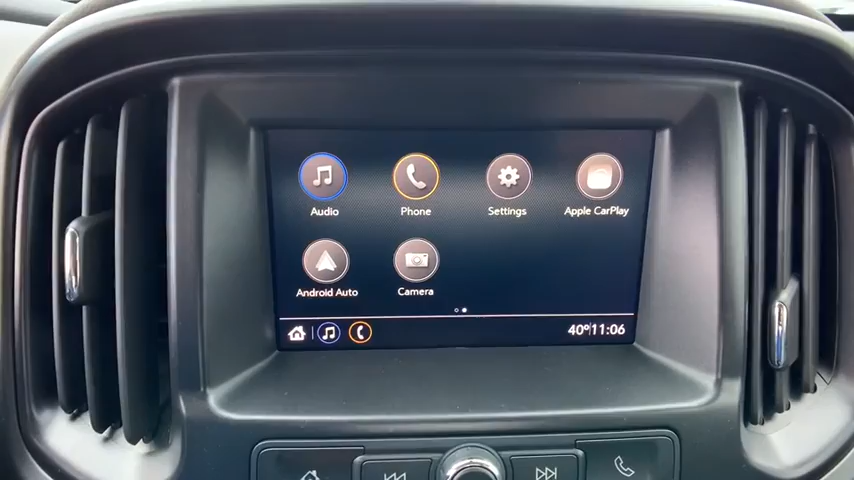 Audio
Phone
Settings
Apple CarPlay
Android Auto
Camera
40° 11:06